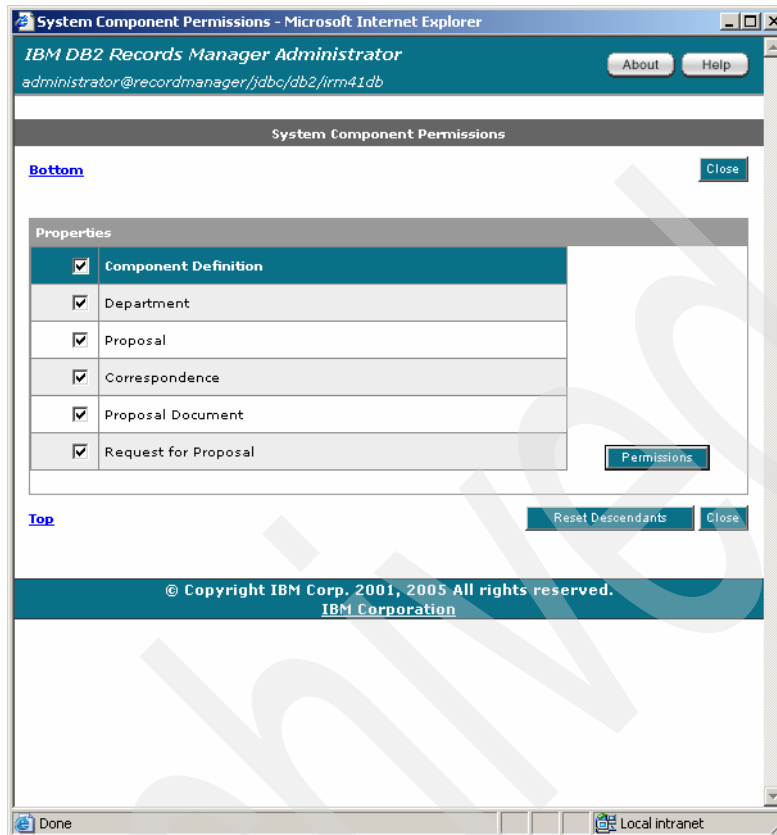 System Component Permissions - Microsoft Internet Explorer
IBM DB2 Records Manager Administrator
About Help
administrator@recordmanager/jdbc/db2/irm41db
System Component Permissions
Bottom Close
Properties
Component Definition
Department
Proposal
Correspondence
Proposal Document
Request for Proposal
Permissions
Top Reset Descendants Close
© Copyright IBM Corp. 2001, 2005 All rights reserved.
IBM Corporation
Done Local intranet